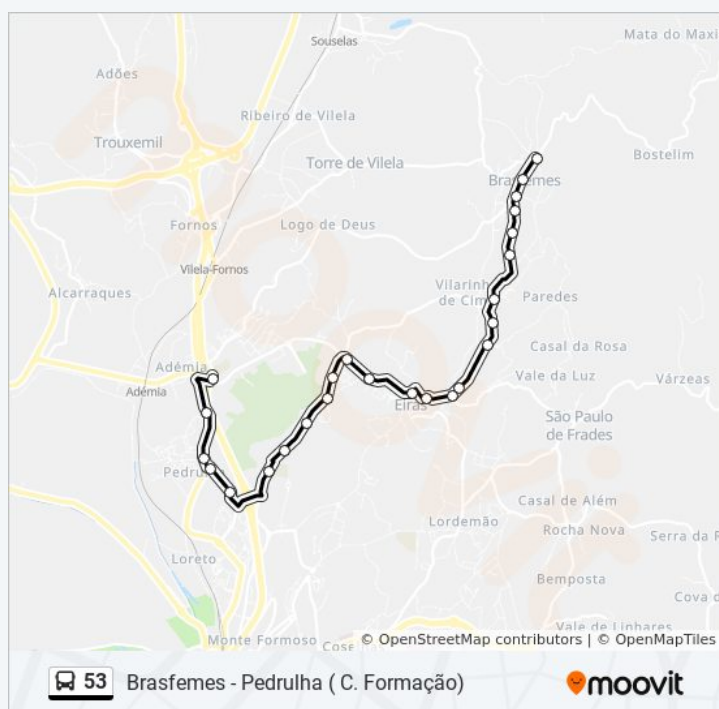 Souselas
Mata do Maxi
Adões
Ribeiro de Vilela
Trouxemil
Torre de Vilela
Bostelim
Brasfemes
Fornos
Logo de Deus
Vilela-Fornos
Vilarinho
de Cima
Paredes
Alcarraques
Casal da Rosa
Adémia
Vale da Luz
Várzeas
Adémia
Eiras
São Paulo
de Frades
Pedrulha
Casal de Além
Lordemão
Rocha Nova
Serra da R
Loreto
Bemposta
Cova d
Vale de Linhares
Monte Formoso
Cose
© OpenStreetMap contributors | © OpenMapTiles
53 Brasfemes - Pedrulha ( C. Formação)
moovit